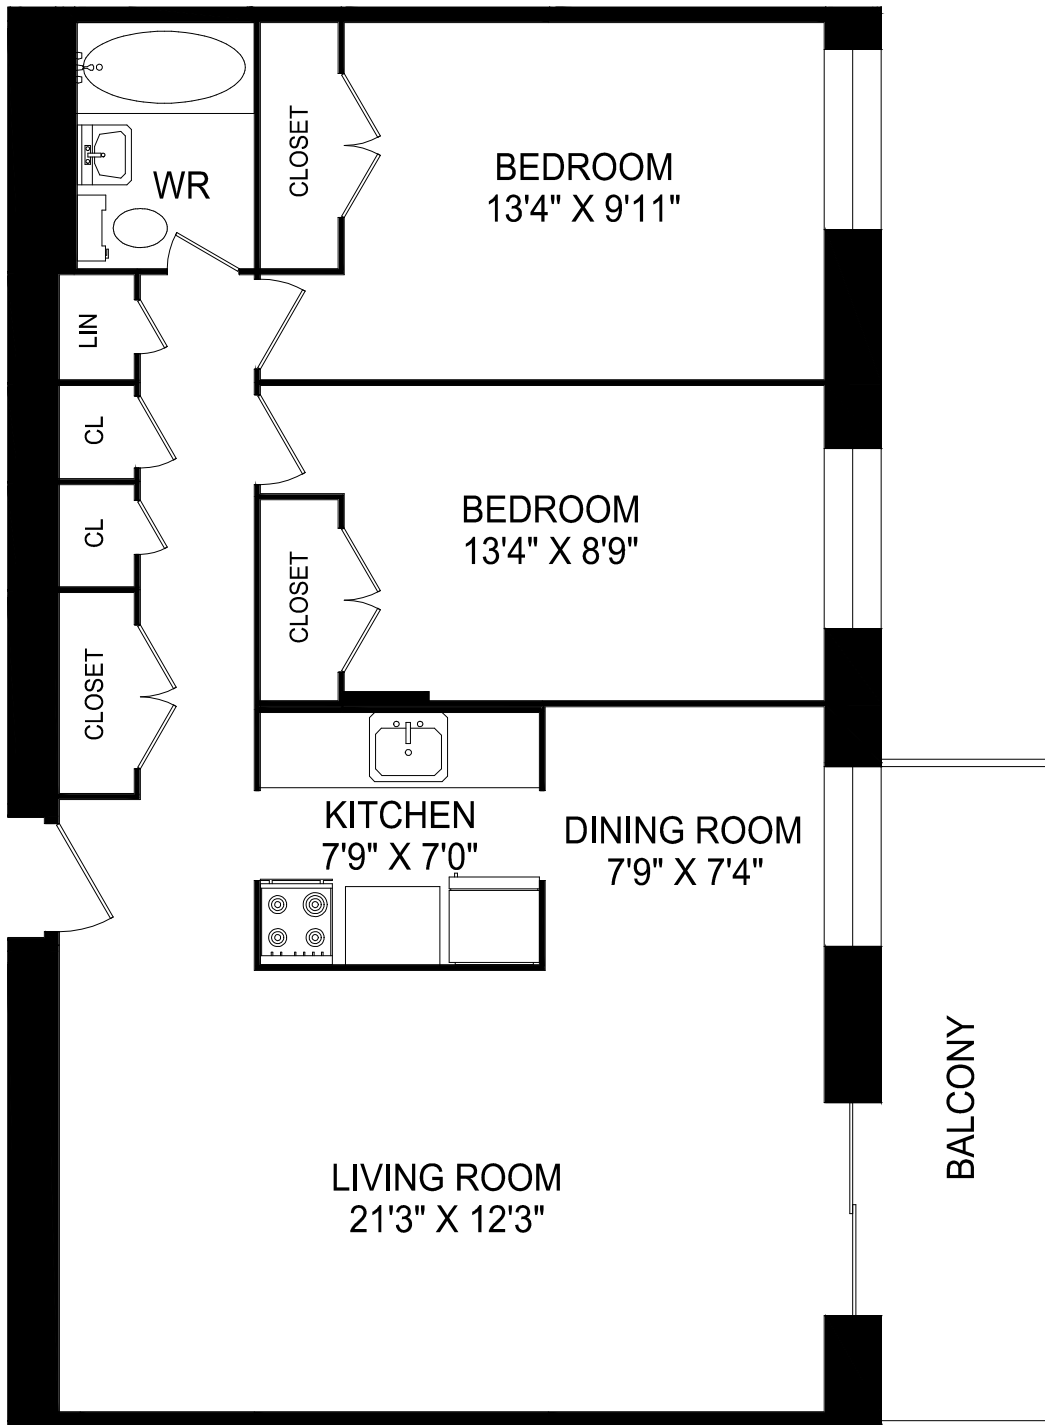 WR
CLOSET
BEDROOM
13'4" X 9'11"
LIN
CL
CL
CLOSET
BEDROOM
13'4" X 8'9"
CLOSET
KITCHEN
7'9" X 7'0"
DINING ROOM
7'9" X 7'4"
LIVING ROOM
21'3" X 12'3"
BALCONY